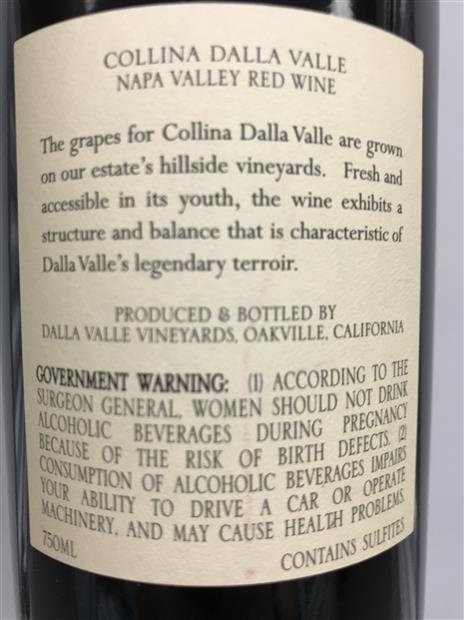 COLLINA DALLA VALLE
NAPA VALLEY RED WINE
The grapes for Collina Dalla Valle are grown
on our estate's hillside vineyards. Fresh and
accessible in its youth, the wine exhibits a
structure and balance that is characteristic of
Dalla Valle's legendary terroir.
PRODUCED & BOTTLED BY
DALLA VALLE VINEYARDS, OAKVILLE, CALIFORNIA
GOVERNMENT WARNING: (1) ACCORDING TO THE
SURGEON GENERAL, WOMEN SHOULD NOT DRINK
ALCOHOLIC BEVERAGES DURING PREGNANCY
BECAUSE OF THE RISK OF BIRTH DEFECTS. (2)
CONSUMPTION OF ALCOHOLIC BEVERAGES IMPAIRS
YOUR ABILITY TO DRIVE A CAR OR OPERATE
MACHINERY, AND MAY CAUSE HEALTH PROBLEMS.
750ML
CONTAINS SULFITES